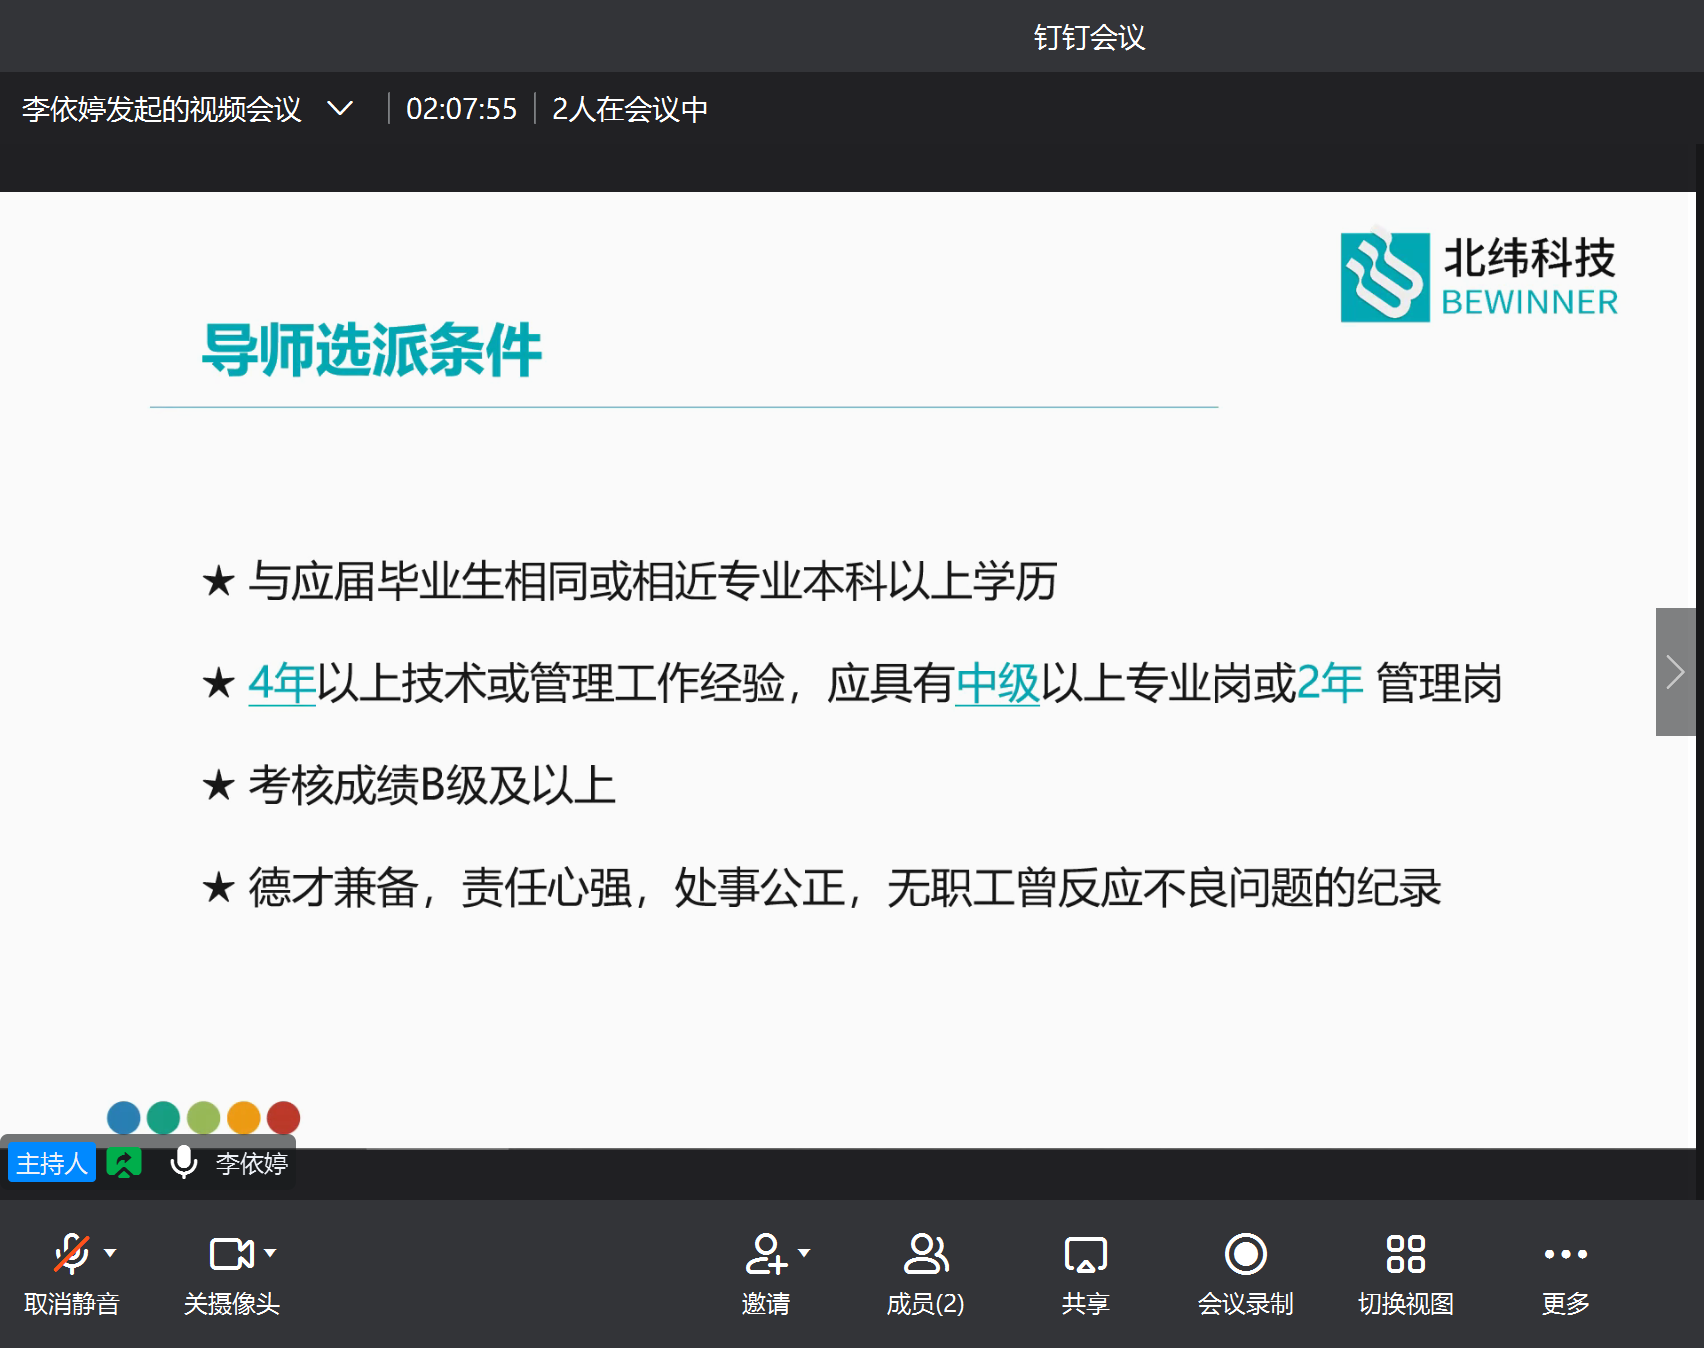 钉钉会议
李依婷发起的视频会议 02:07:55 2人在会议中
北纬科技
BEWINNER
导师选派条件
★ 与应届毕业生相同或相近专业本科以上学历
★ 4年以上技术或管理工作经验，应具有中级以上专业岗或2年 管理岗
★ 考核成绩B级及以上
★ 德才兼备，责任心强，处事公正，无职工曾反应不良问题的纪录
主持人 李依婷
取消静音 关摄像头 邀请 成员(2) 共享 会议录制 切换视图 更多